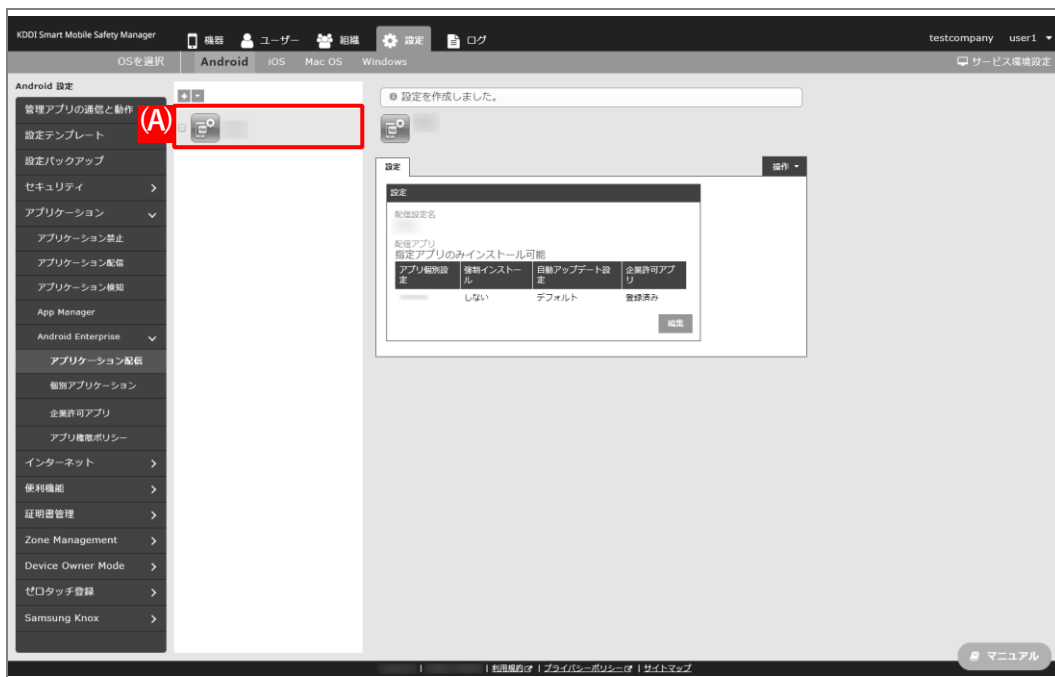 KDDI Smart Mobile Safety Manager
機器 ユーザー 組織 設定 ログ
testcompany user1
OSを選択 Android iOS Mac OS Windows
サービス環境設定
Android 設定
管理アプリの通信と動作
設定テンプレート
設定パックアップ
セキュリティ
アプリケーション
アプリケーション禁止
アプリケーション配信
アプリケーション検知
App Manager
Android Enterprise
アプリケーション配信
個別アプリケーション
企業許可アプリ
アプリ権限ポリシー
インターネット
便利機能
証明書管理
Zone Management
Device Owner Mode
ゼロタッチ登録
Samsung Knox
(A)
設定を作成しました。
設定
操作
設定
配信設定名
配信アプリ
指定アプリのみインストール可能
アプリ個別設定 強制インストール 自動アップデート設定 企業許可アプリ
しない デフォルト 登録済み
編集
マニュアル
| | 利用規約 | プライバシーポリシー | サイトマップ